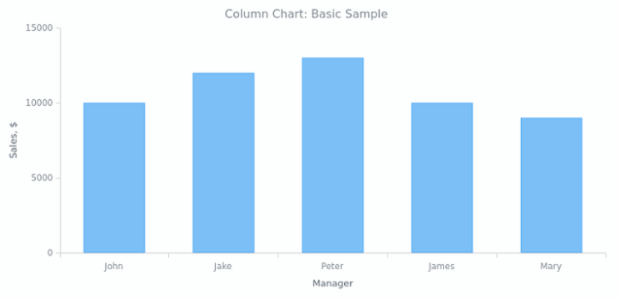 Column Chart: Basic Sample
15000
10000
5000
0
Sales, $
John Jake Peter James Mary
Manager